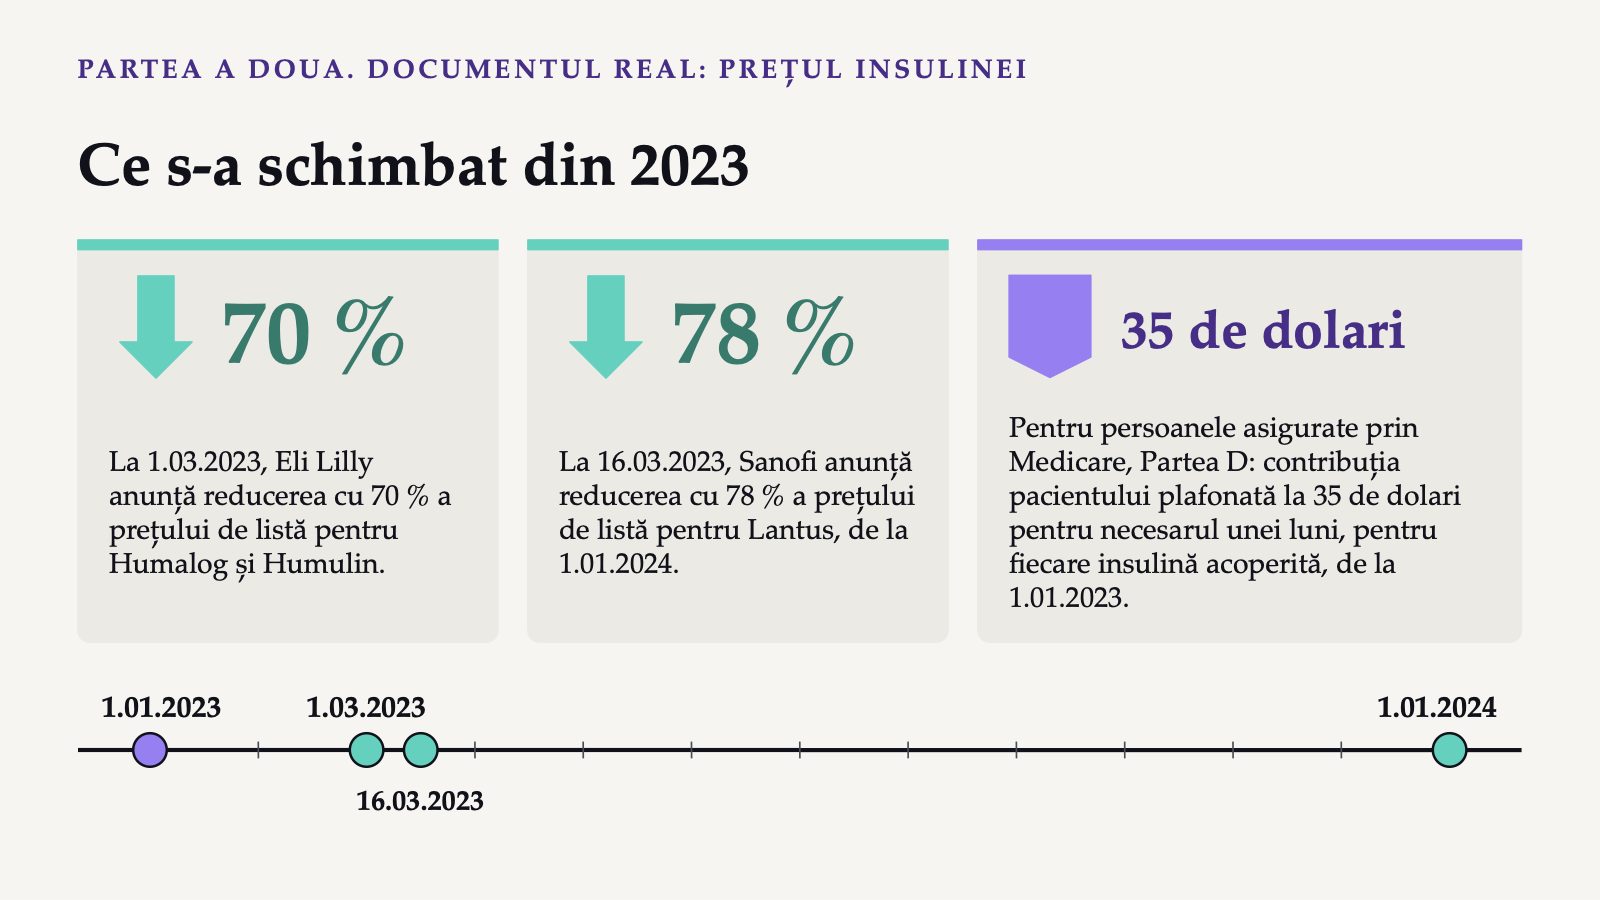 PARTEA A DOUA. DOCUMENTUL REAL: PREȚUL INSULINEI
Ce s-a schimbat din 2023
70 %
La 1.03.2023, Eli Lilly
anunță reducerea cu 70 % a
prețului de listă pentru
Humalog și Humulin.
78 %
La 16.03.2023, Sanofi anunță
reducerea cu 78 % a prețului
de listă pentru Lantus, de la
1.01.2024.
35 de dolari
Pentru persoanele asigurate prin
Medicare, Partea D: contribuția
pacientului plafonată la 35 de dolari
pentru necesarul unei luni, pentru
fiecare insulină acoperită, de la
1.01.2023.
1.01.2023
1.03.2023
16.03.2023
1.01.2024